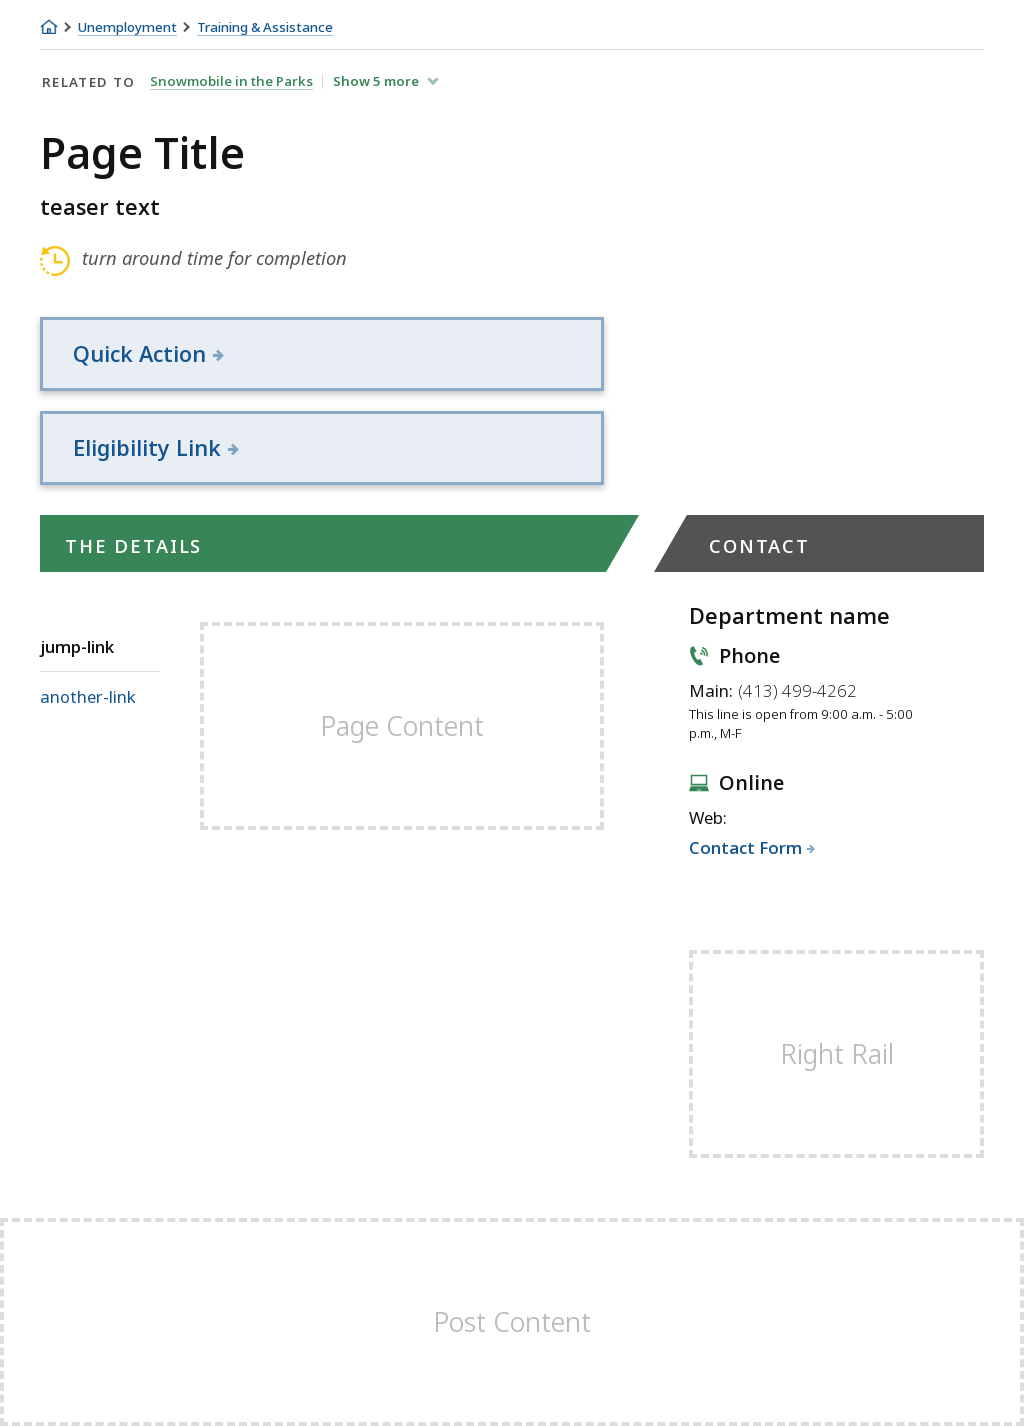 Unemployment Training & Assistance
RELATED TO Snowmobile in the Parks Show 5 more
Page Title
teaser text
turn around time for completion
Quick Action
Eligibility Link
THE DETAILS
CONTACT
jump-link
another-link
Page Content
Department name
Phone
Main: (413) 499-4262
This line is open from 9:00 a.m. - 5:00
p.m., M-F
Online
Web:
Contact Form
Right Rail
Post Content